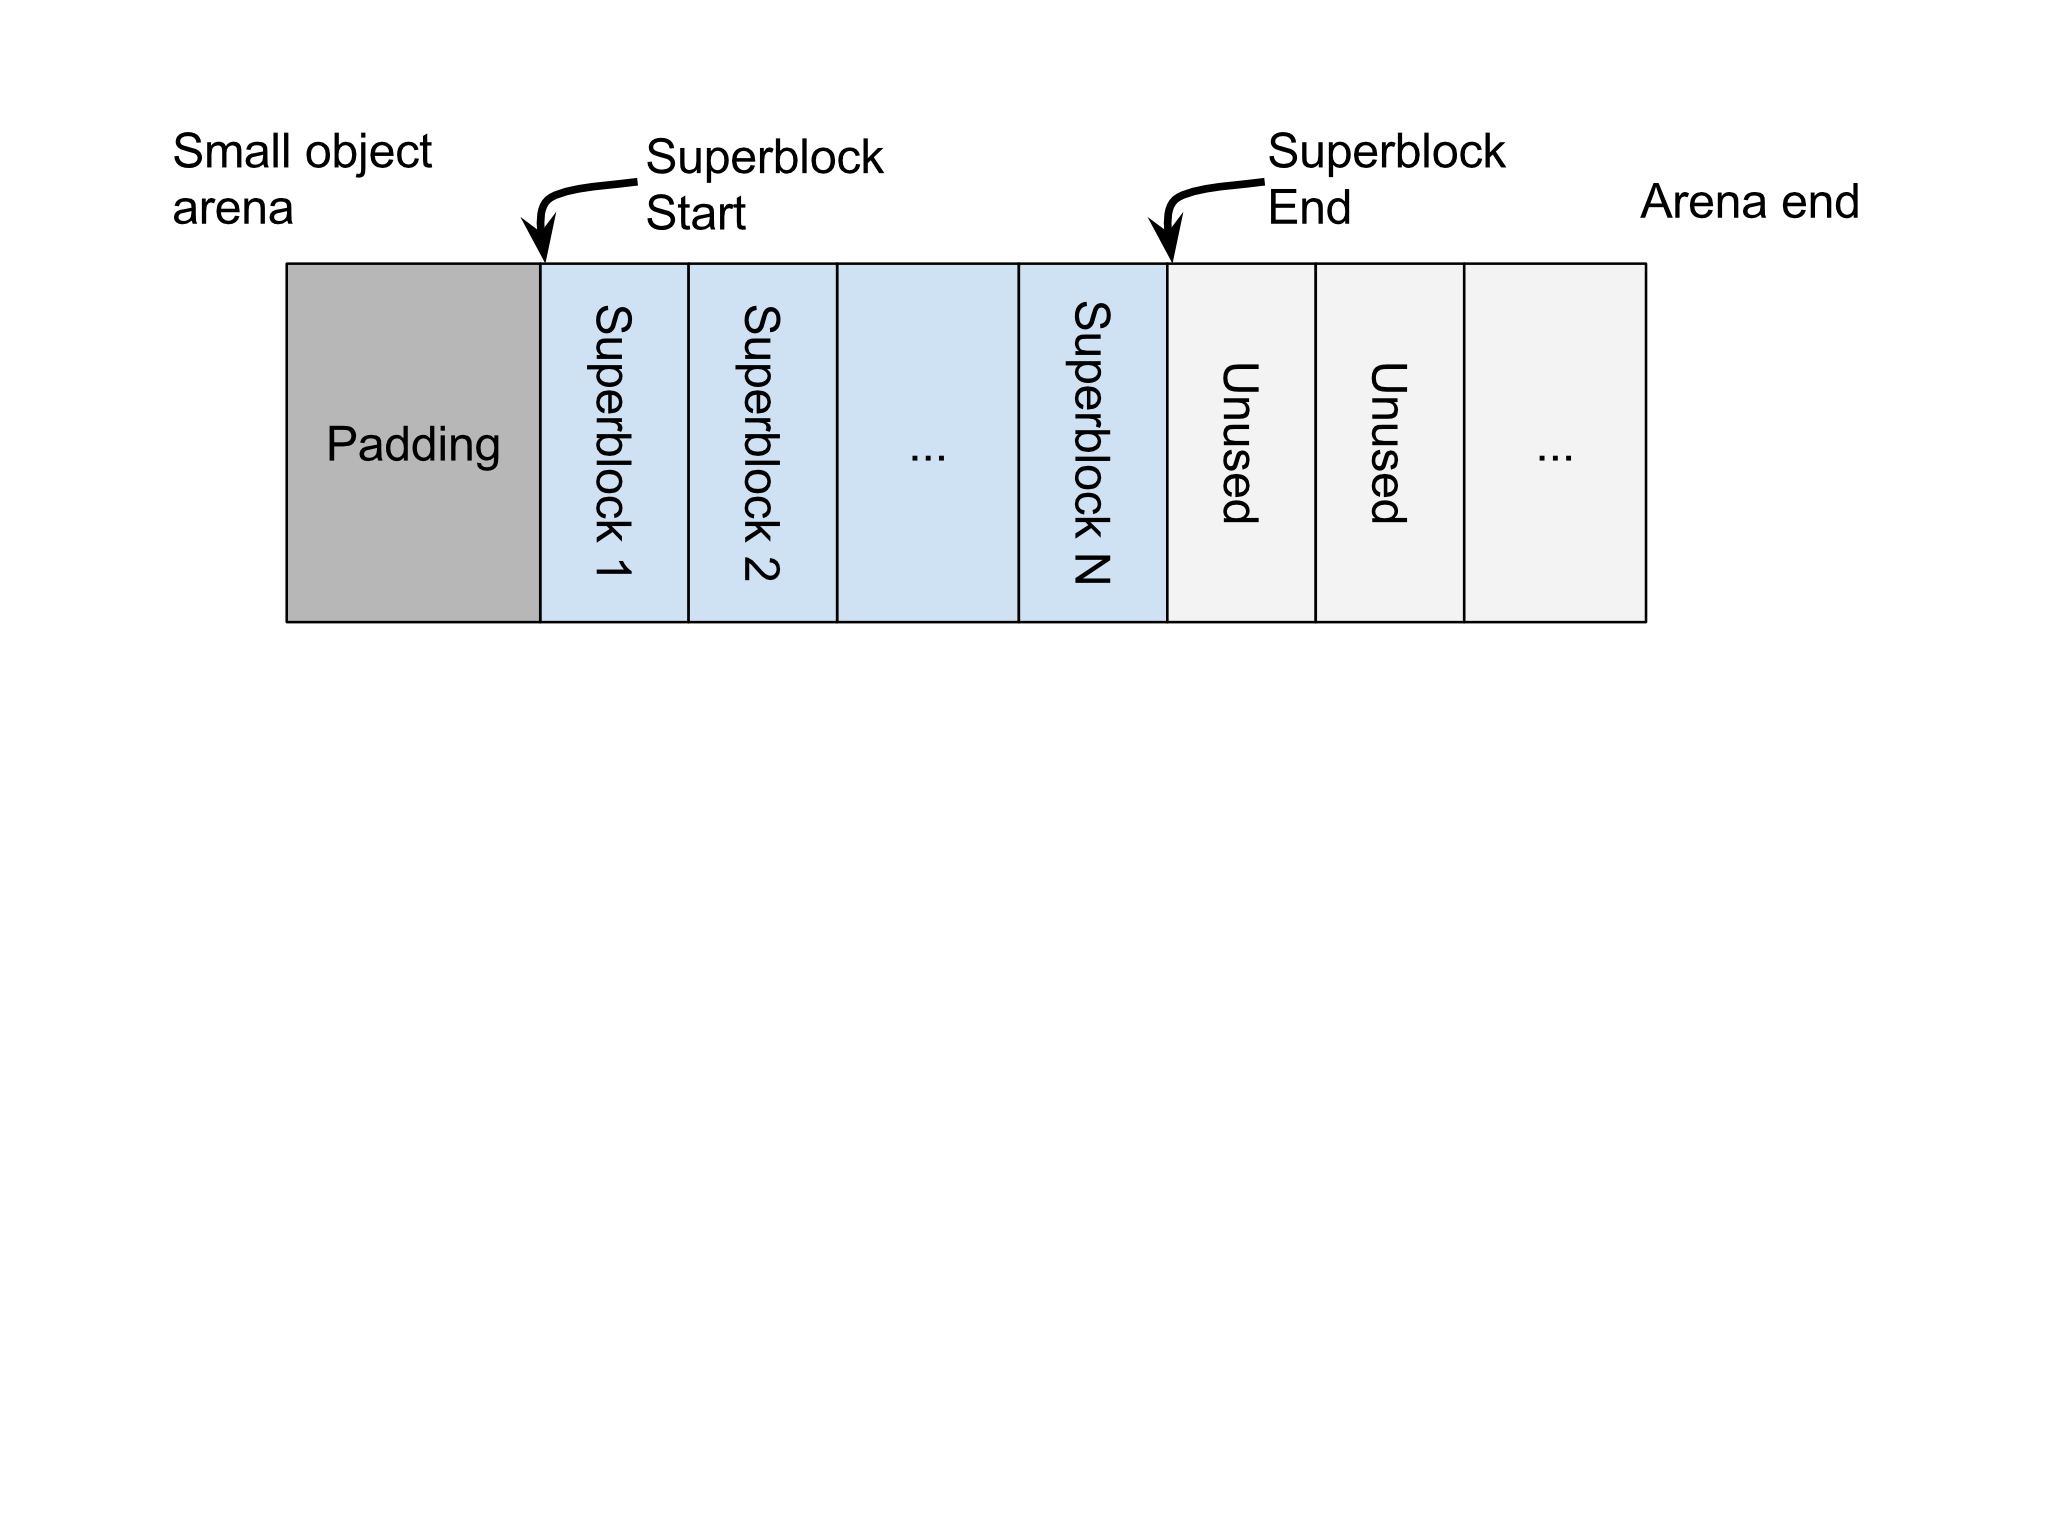 Small object
arena
Superblock
Start
Superblock
End
Arena end
Padding
Superblock 1
Superblock 2
...
Superblock N
Unused
Unused
...